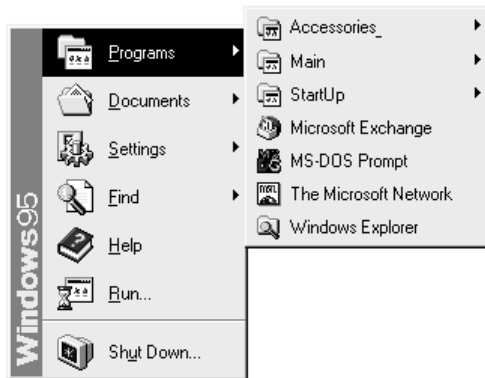 Windows95
Programs
Documents
Settings
Find
Help
Run...
Shut Down...
Accessories_
Main
StartUp
Microsoft Exchange
MS-DOS Prompt
The Microsoft Network
Windows Explorer